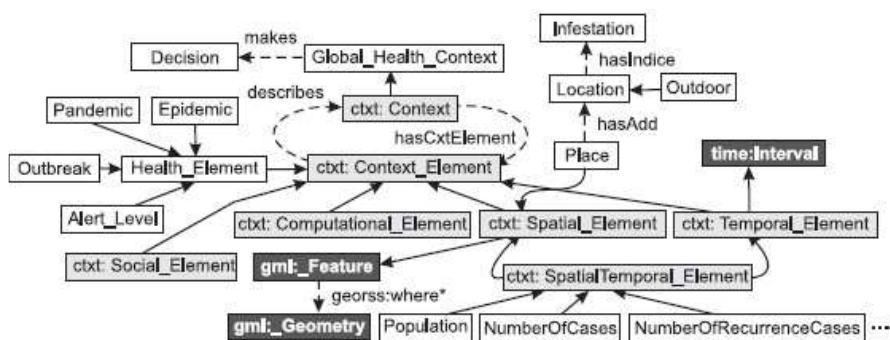 Infestation
makes
Decision
Global_Health_Context
hasIndice
describes
Location
Outdoor
Pandemic
Epidemic
ctxt: Context
hasCxtElement
hasAdd
Place
time:Interval
Outbreak
Health_Element
ctxt: Context_Element
Alert_Level
ctxt: Computational_Element
ctxt: Spatial_Element
ctxt: Temporal_Element
ctxt: Social_Element
gml:_Feature
ctxt: SpatialTemporal_Element
georss:where*
gml:_Geometry
Population
NumberOfCases
NumberOfRecurrenceCases
...